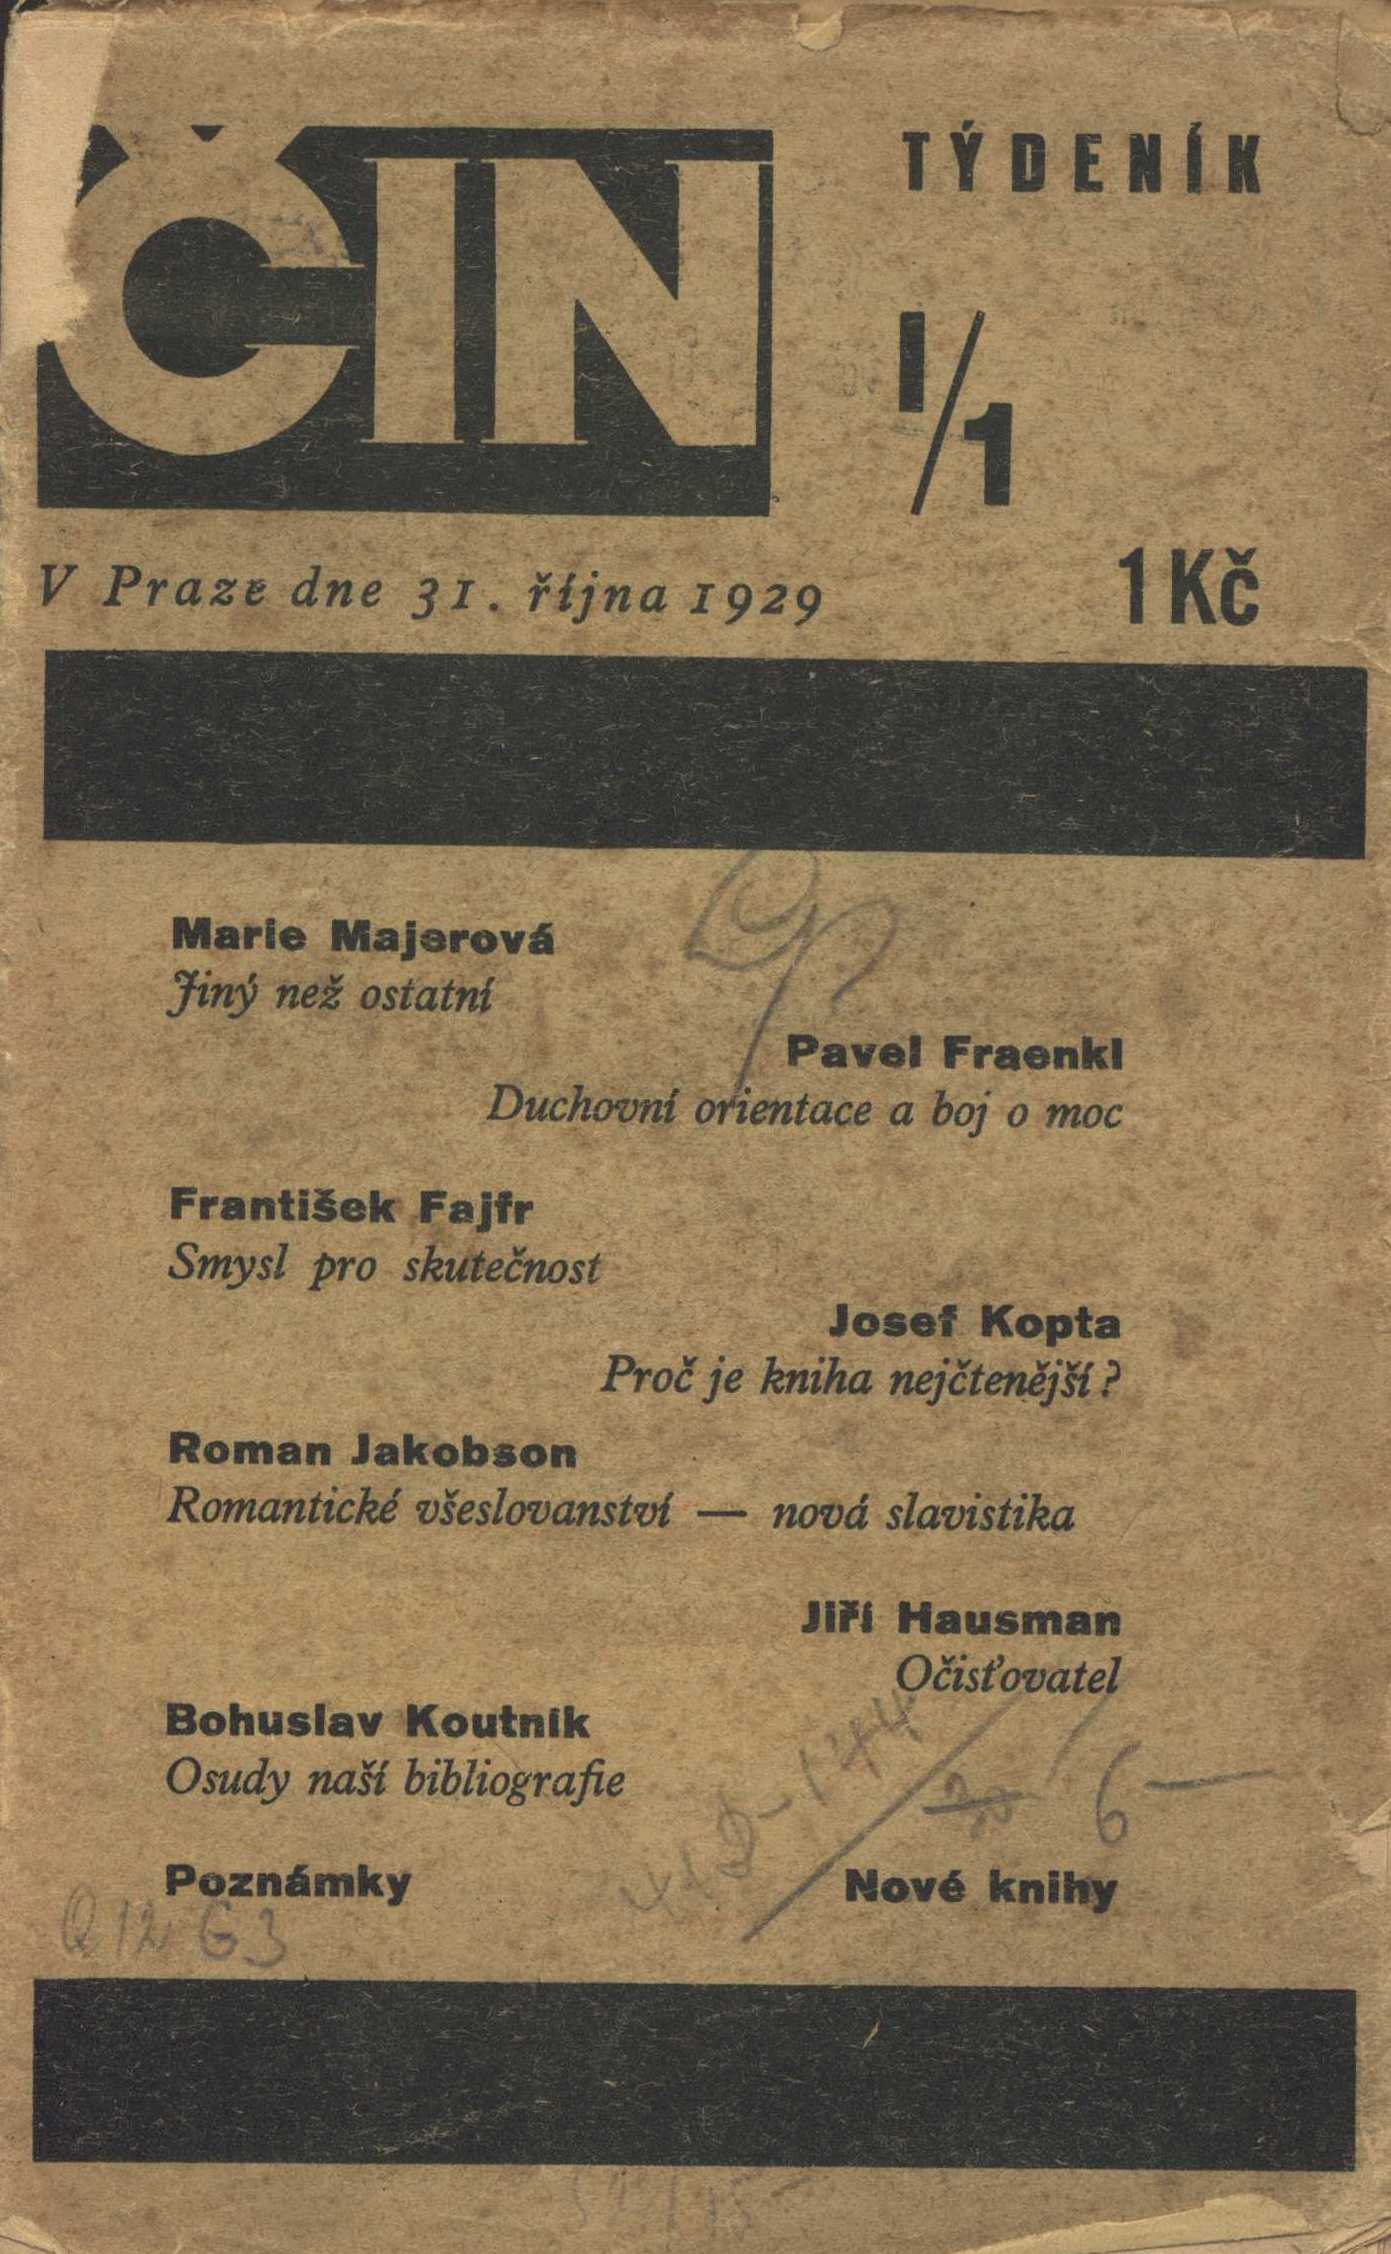 ČIN
TÝDENÍK
I/1
V Praze dne 31. října 1929
1 Kč
Marie Majerová
Jiný než ostatní
Pavel Fraenkl
Duchovní orientace a boj o moc
František Fajfr
Smysl pro skutečnost
Josef Kopta
Proč je kniha nejčtenější?
Roman Jakobson
Romantické všeslovanství — nová slavistika
Jiří Hausman
Očisťovatel
Bohuslav Koutník
Osudy naší bibliografie
6—
Poznámky
Nové knihy